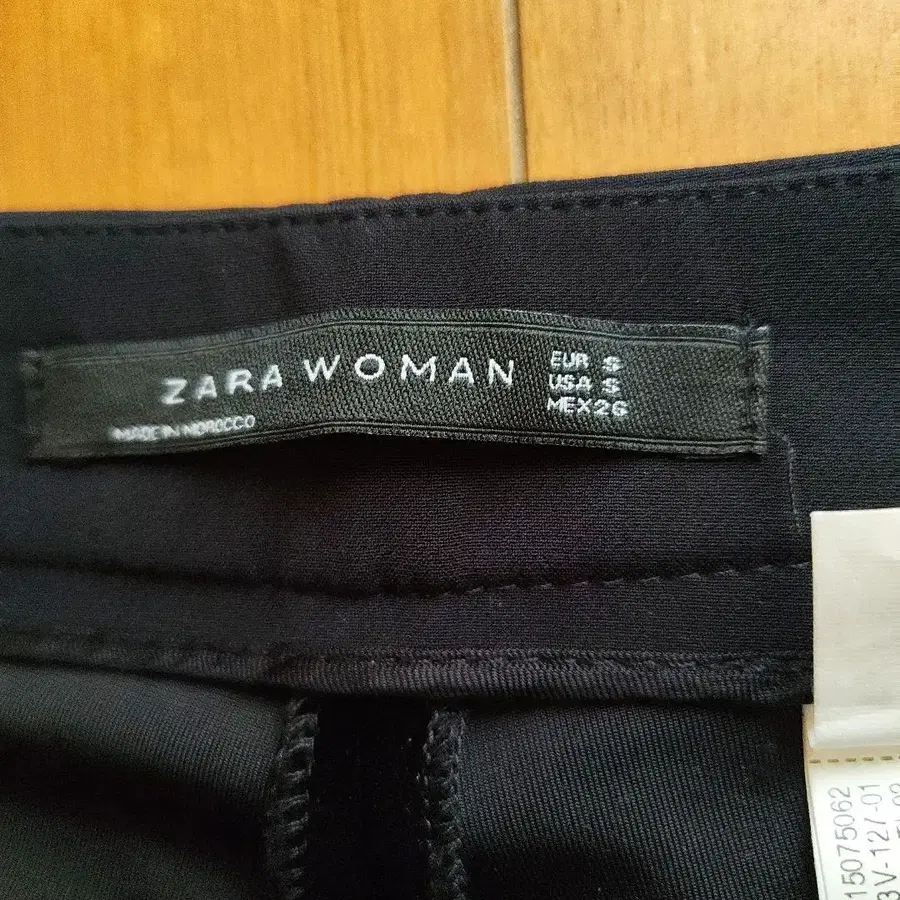 ZARA WOMAN
MADE IN MOROCCO
EUR S
USA S
MEX 26
15075062